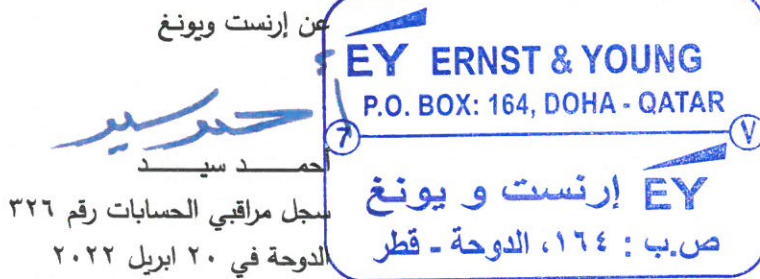 عن إرنست ويونغ
أحمد سيد
سجل مراقبي الحسابات رقم ٣٢٦
الدوحة في ٢٠ ابريل ٢٠٢٢
EY ERNST & YOUNG
P.O. BOX: 164, DOHA - QATAR
7 ٧
EY إرنست و يونغ
ص.ب : ١٦٤، الدوحة - قطر